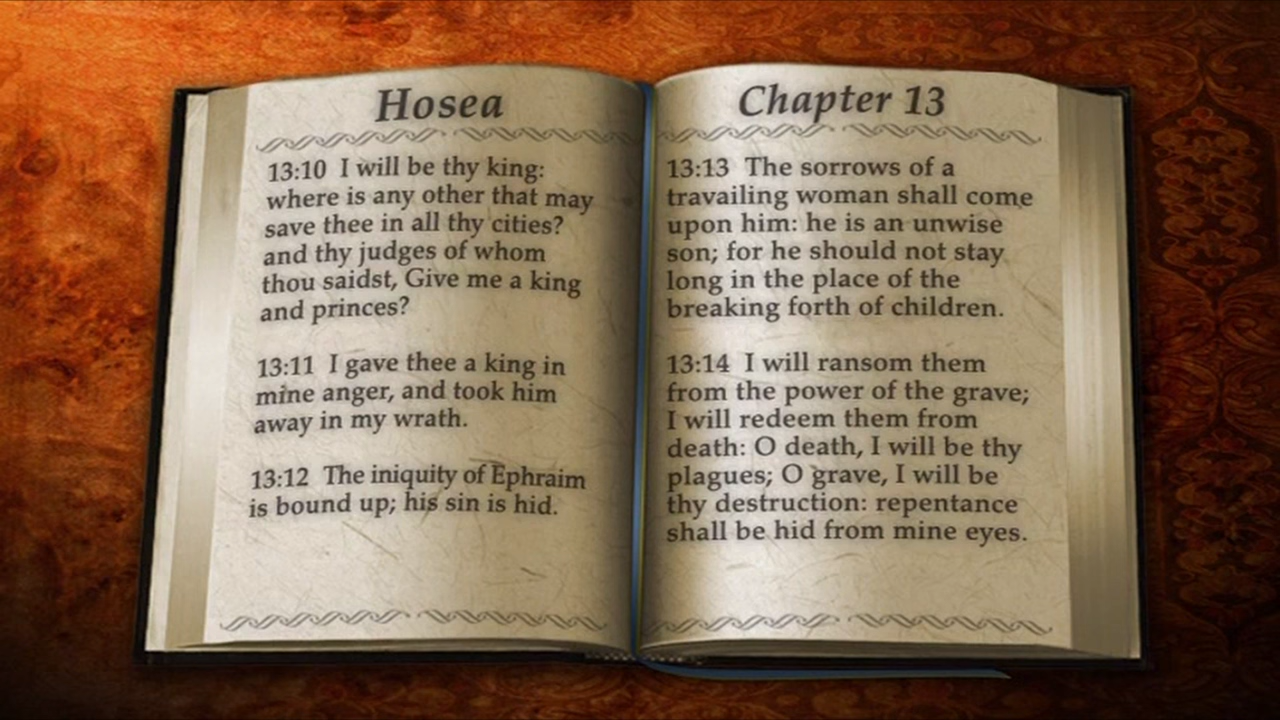 Hosea
13:10 I will be thy king:
where is any other that may
save thee in all thy cities?
and thy judges of whom
thou saidst, Give me a king
and princes?
13:11 I gave thee a king in
mine anger, and took him
away in my wrath.
13:12 The iniquity of Ephraim
is bound up; his sin is hid.
Chapter 13
13:13 The sorrows of a
travailing woman shall come
upon him: he is an unwise
son; for he should not stay
long in the place of the
breaking forth of children.
13:14 I will ransom them
from the power of the grave;
I will redeem them from
death: O death, I will be thy
plagues; O grave, I will be
thy destruction: repentance
shall be hid from mine eyes.